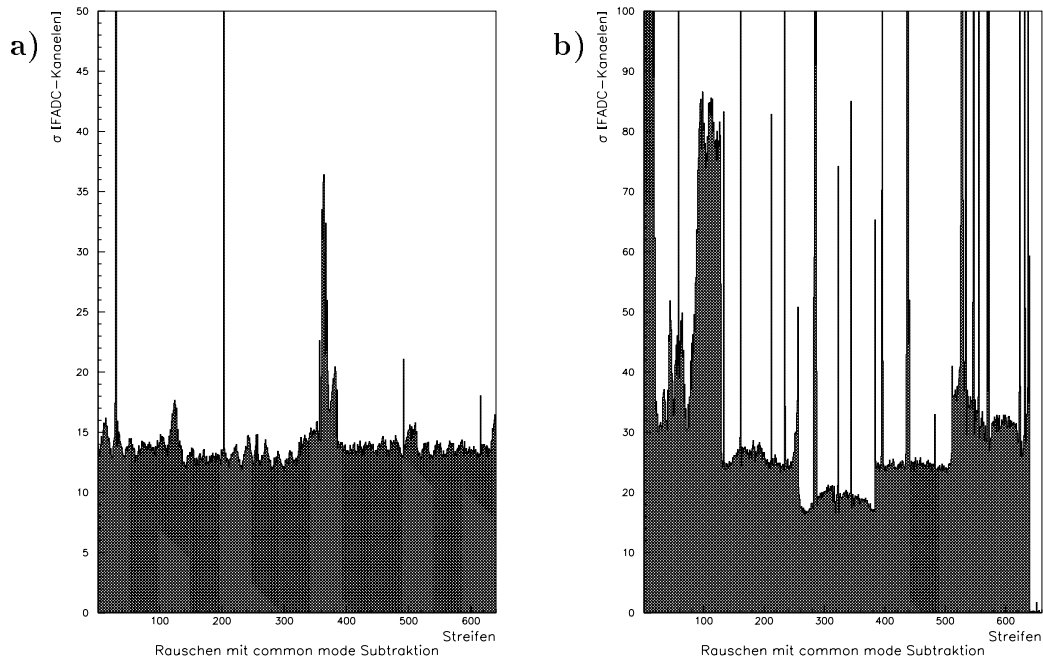 a)
σ [FADC-Kanaelen]
50
45
40
35
30
25
20
15
10
5
0
100 200 300 400 500 600
Streifen
Rauschen mit common mode Subtraktion
b)
σ [FADC-Kanaelen]
100
90
80
70
60
50
40
30
20
10
0
100 200 300 400 500 600
Streifen
Rauschen mit common mode Subtraktion